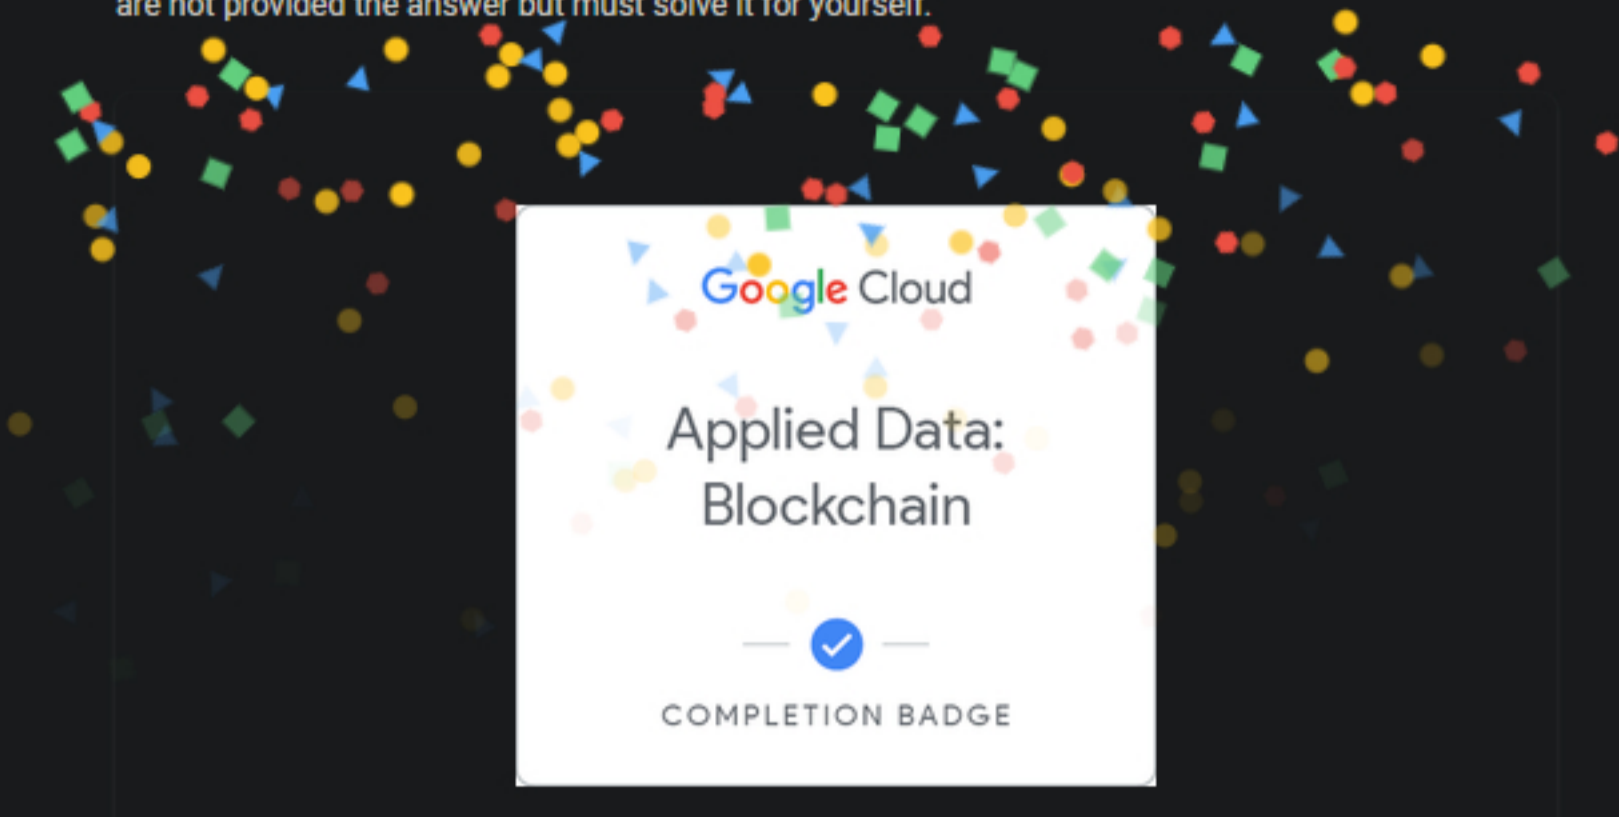 are not provided the answer but must solve it for yourself.
Google Cloud
Applied Data:
Blockchain
COMPLETION BADGE